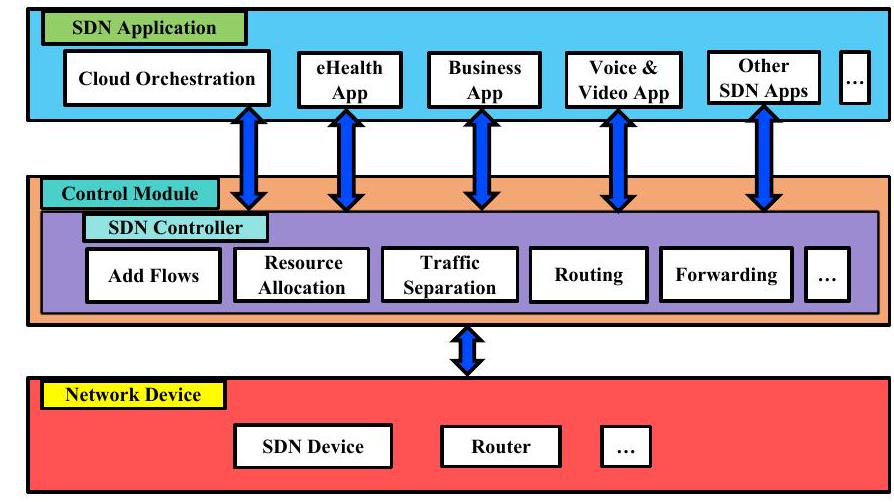 SDN Application
Cloud Orchestration
eHealth
App
Business
App
Voice &
Video App
Other
SDN Apps
...
Control Module
SDN Controller
Add Flows
Resource
Allocation
Traffic
Separation
Routing
Forwarding
...
Network Device
SDN Device
Router
...